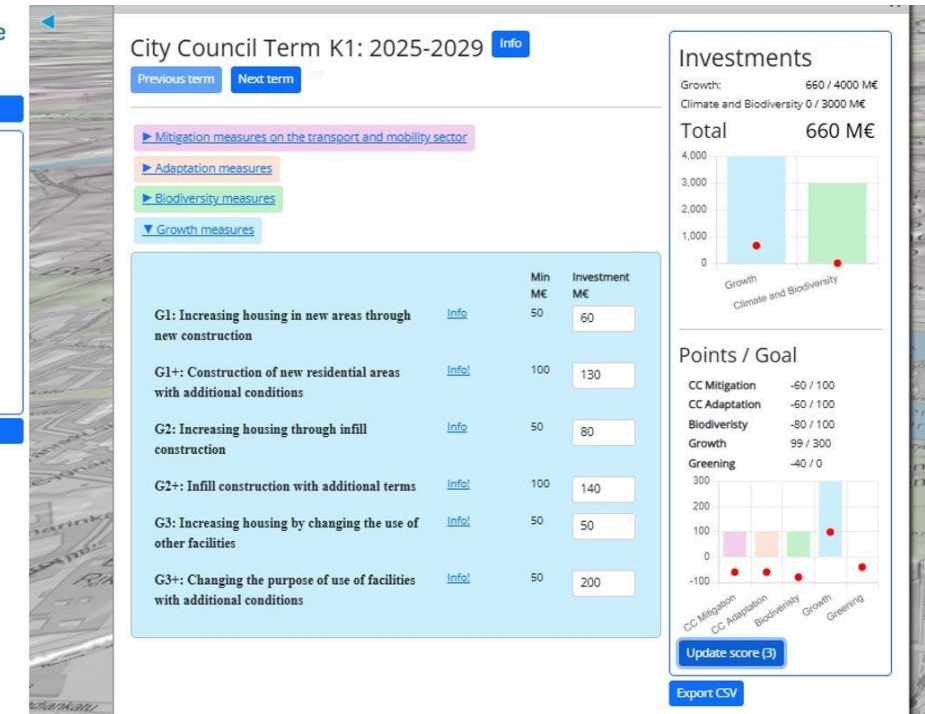 e
City Council Term K1: 2025-2029 Info
Previous term Next term
▶ Mitigation measures on the transport and mobility sector
▶ Adaptation measures
▶ Biodiversity measures
▼ Growth measures
Min Investment
M€ M€
G1: Increasing housing in new areas through Info 50 60
new construction
G1+: Construction of new residential areas Info! 100 130
with additional conditions
G2: Increasing housing through infill Info 50 80
construction
G2+: Infill construction with additional terms Info! 100 140
G3: Increasing housing by changing the use of Info! 50 50
other facilities
G3+: Changing the purpose of use of facilities Info! 50 200
with additional conditions
Investments
Growth: 660 / 4000 M€
Climate and Biodiversity 0 / 3000 M€
Total 660 M€
4,000
3,000
2,000
1,000
0
Growth
Climate and Biodiversity
Points / Goal
CC Mitigation -60 / 100
CC Adaptation -60 / 100
Biodiveristy -80 / 100
Growth 99 / 300
Greening -40 / 0
300
200
100
0
-100
CC Mitigation
CC Adaptation
Biodiveristy
Growth
Greening
Update score (3)
Export CSV